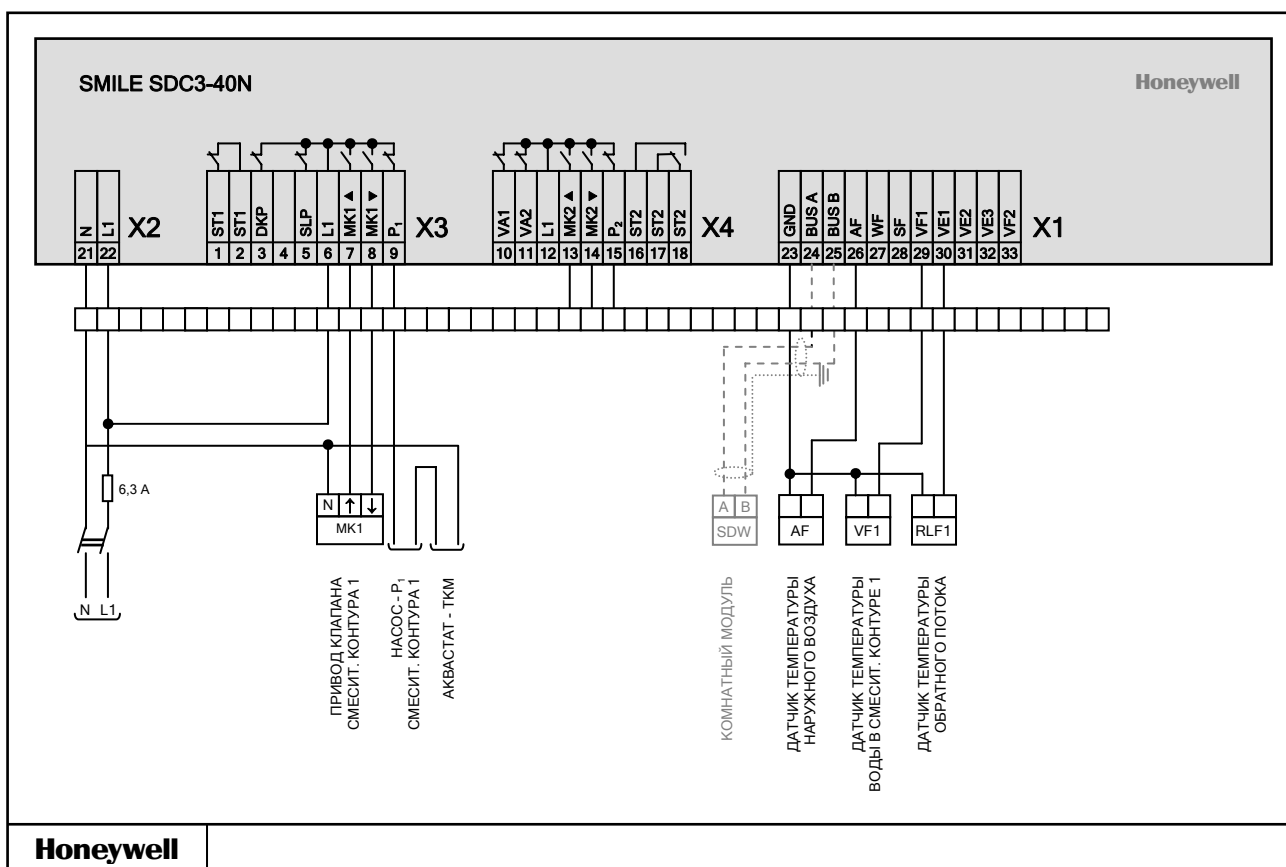 SMILE SDC3-40N
Honeywell
N
L1
21 22
X2
ST1
ST1
DKP
SLP
L1
MK1 ▲
MK1 ▼
P1
1 2 3 4 5 6 7 8 9
X3
VA1
VA2
L1
MK2 ▲
MK2 ▼
P2
ST2
ST2
ST2
10 11 12 13 14 15 16 17 18
X4
GND
BUS A
BUS B
AF
WF
SF
VF1
VE1
VE2
VE3
VF2
23 24 25 26 27 28 29 30 31 32 33
X1
6,3 A
N L1
N ↑ ↓
MK1
A B
SDW
AF
VF1
RLF1
ПРИВОД КЛАПАНА
СМЕСИТ. КОНТУРА 1
НАСОС - P1
СМЕСИТ. КОНТУРА 1
АКВАСТАТ - ТКМ
КОМНАТНЫЙ МОДУЛЬ
ДАТЧИК ТЕМПЕРАТУРЫ
НАРУЖНОГО ВОЗДУХА
ДАТЧИК ТЕМПЕРАТУРЫ
ВОДЫ В СМЕСИТ. КОНТУРЕ 1
ДАТЧИК ТЕМПЕРАТУРЫ
ОБРАТНОГО ПОТОКА
Honeywell